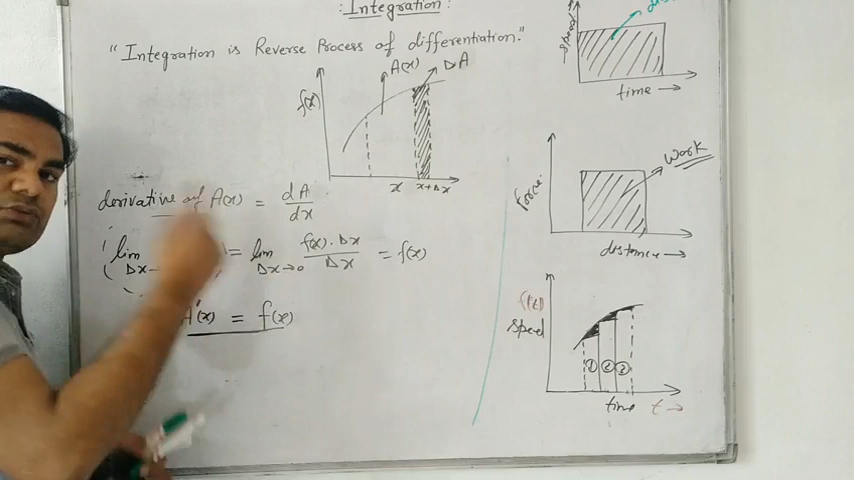 : Integration :
"Integration is Reverse Process of differentiation."
f(x)
A(x)
ΔA
x
x+Δx
derivative of A(x) = dA/dx
lim Δx→ = lim Δx→0 f(x).Δx/Δx = f(x)
A'(x) = f(x)
time →
Force
Work
distance →
f(t)
speed
① ② ③
time t →